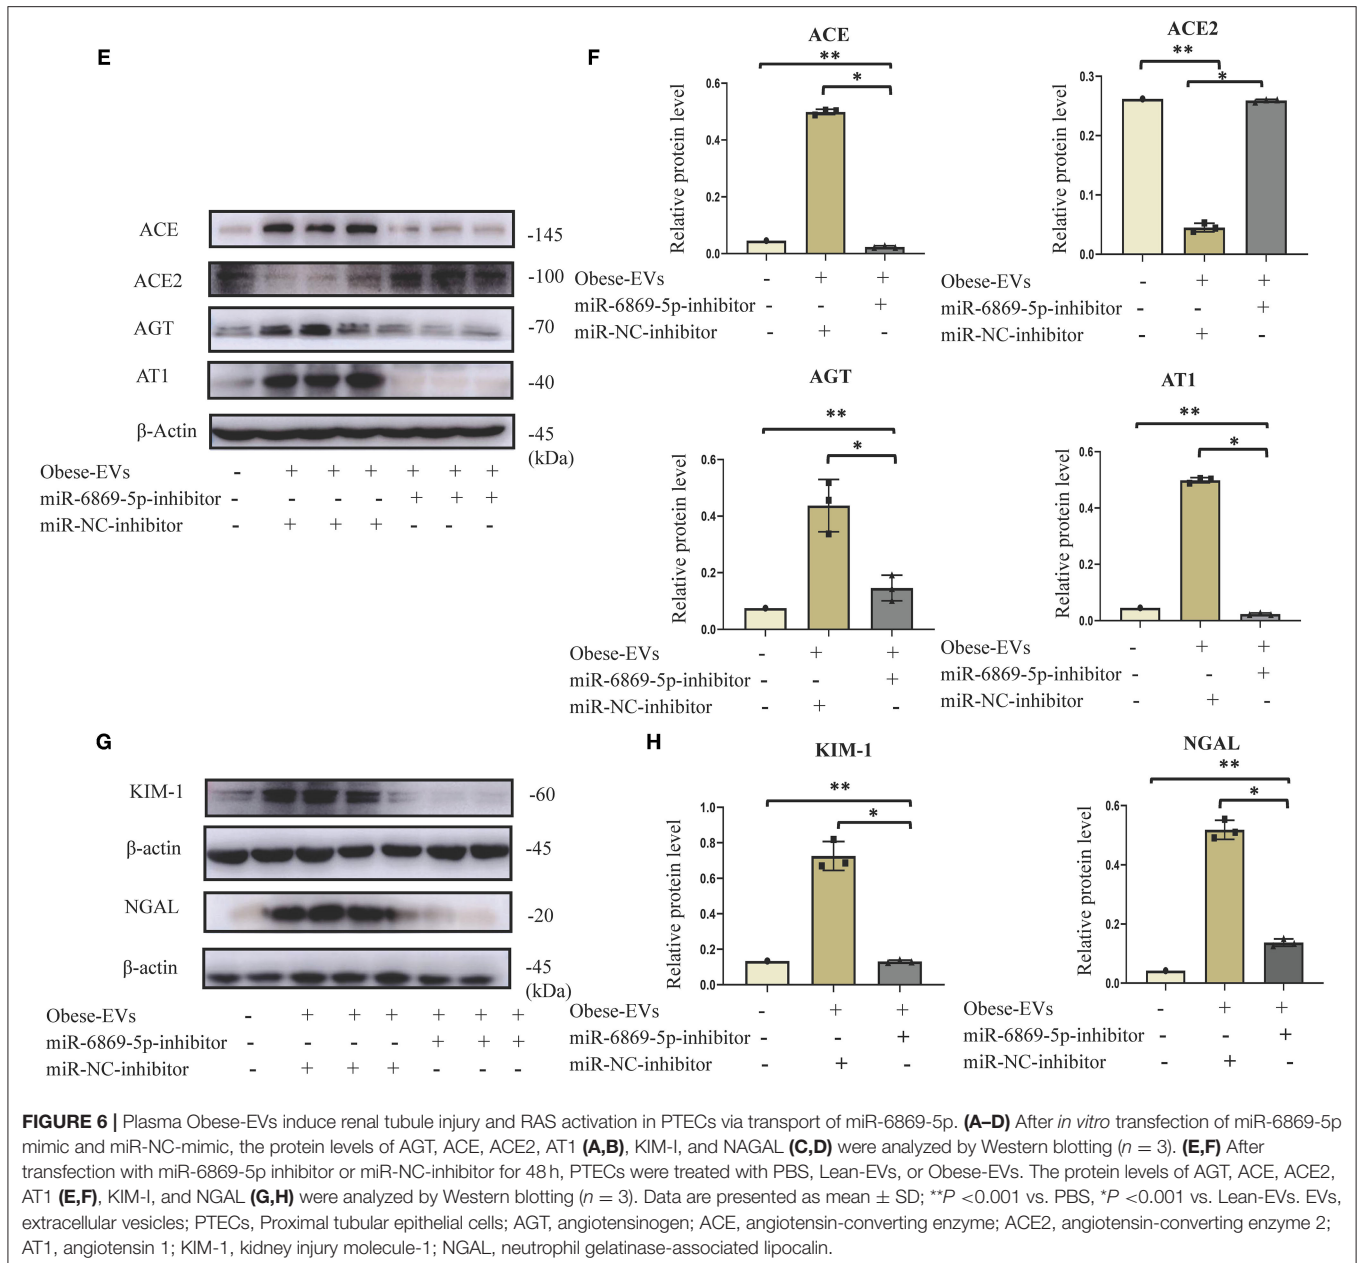 E
ACE
ACE2
AGT
AT1
β-Actin
-145
-100
-70
-40
-45
(kDa)
Obese-EVs - + + + + + +
miR-6869-5p-inhibitor - - - - + + +
miR-NC-inhibitor - + + + - - -
F
ACE
**
*
Relative protein level
0.6
0.4
0.2
0.0
Obese-EVs - + +
miR-6869-5p-inhibitor - - +
miR-NC-inhibitor - + -
ACE2
**
*
Relative protein level
0.3
0.2
0.1
0.0
Obese-EVs - + +
miR-6869-5p-inhibitor - - +
miR-NC-inhibitor - + -
AGT
**
*
Relative protein level
0.6
0.4
0.2
0.0
Obese-EVs - + +
miR-6869-5p-inhibitor - - +
miR-NC-inhibitor - + -
AT1
**
*
Relative protein level
0.6
0.4
0.2
0.0
Obese-EVs - + +
miR-6869-5p-inhibitor - - +
miR-NC-inhibitor - + -
G
KIM-1
β-actin
NGAL
β-actin
-60
-45
-20
-45
(kDa)
Obese-EVs - + + + + + +
miR-6869-5p-inhibitor - - - - + + +
miR-NC-inhibitor - + + + - - -
H
KIM-1
**
*
Relative protein level
1.0
0.8
0.6
0.4
0.2
0.0
Obese-EVs - + +
miR-6869-5p-inhibitor - - +
miR-NC-inhibitor - + -
NGAL
**
*
Relative protein level
0.6
0.4
0.2
0.0
Obese-EVs - + +
miR-6869-5p-inhibitor - - +
miR-NC-inhibitor - + -
FIGURE 6 | Plasma Obese-EVs induce renal tubule injury and RAS activation in PTECs via transport of miR-6869-5p. (A–D) After in vitro transfection of miR-6869-5p
mimic and miR-NC-mimic, the protein levels of AGT, ACE, ACE2, AT1 (A,B), KIM-I, and NAGAL (C,D) were analyzed by Western blotting (n = 3). (E,F) After
transfection with miR-6869-5p inhibitor or miR-NC-inhibitor for 48 h, PTECs were treated with PBS, Lean-EVs, or Obese-EVs. The protein levels of AGT, ACE, ACE2,
AT1 (E,F), KIM-I, and NGAL (G,H) were analyzed by Western blotting (n = 3). Data are presented as mean ± SD; **P <0.001 vs. PBS, *P <0.001 vs. Lean-EVs. EVs,
extracellular vesicles; PTECs, Proximal tubular epithelial cells; AGT, angiotensinogen; ACE, angiotensin-converting enzyme; ACE2, angiotensin-converting enzyme 2;
AT1, angiotensin 1; KIM-1, kidney injury molecule-1; NGAL, neutrophil gelatinase-associated lipocalin.